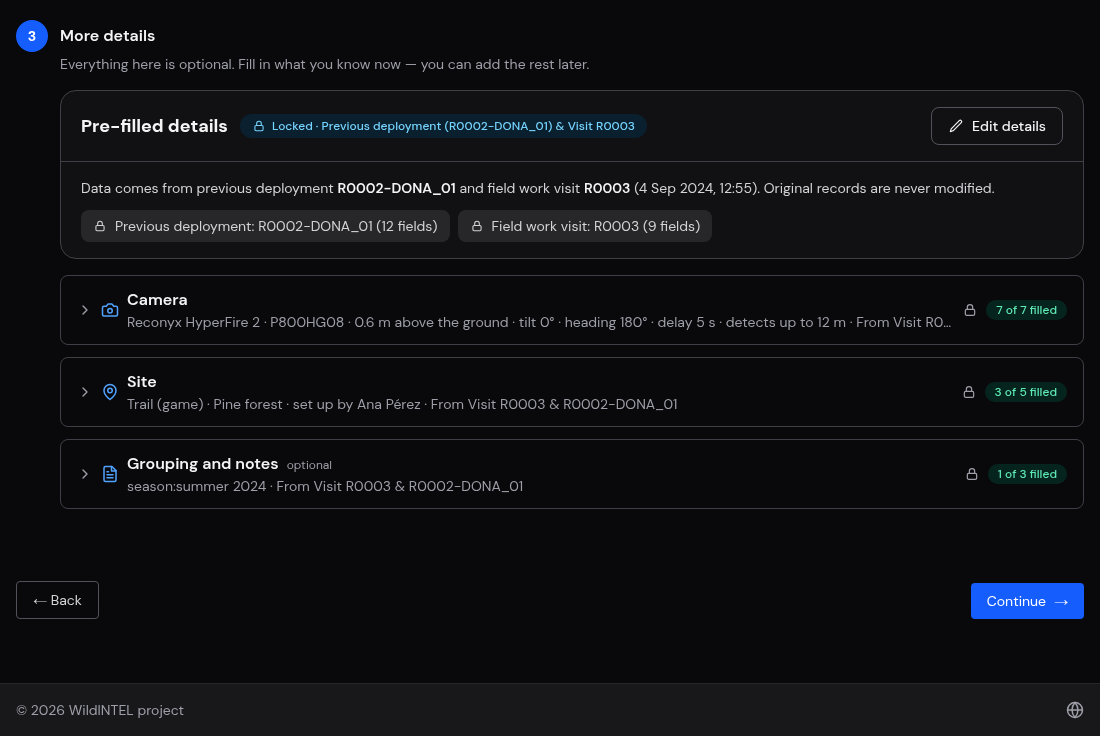 3 More details
Everything here is optional. Fill in what you know now — you can add the rest later.
Pre-filled details
Locked · Previous deployment (R0002-DONA_01) & Visit R0003
Edit details
Data comes from previous deployment R0002-DONA_01 and field work visit R0003 (4 Sep 2024, 12:55). Original records are never modified.
Previous deployment: R0002-DONA_01 (12 fields)
Field work visit: R0003 (9 fields)
Camera
Reconyx HyperFire 2 · P800HG08 · 0.6 m above the ground · tilt 0° · heading 180° · delay 5 s · detects up to 12 m · From Visit R0…
7 of 7 filled
Site
Trail (game) · Pine forest · set up by Ana Pérez · From Visit R0003 & R0002-DONA_01
3 of 5 filled
Grouping and notes optional
season:summer 2024 · From Visit R0003 & R0002-DONA_01
1 of 3 filled
← Back
Continue →
© 2026 WildINTEL project